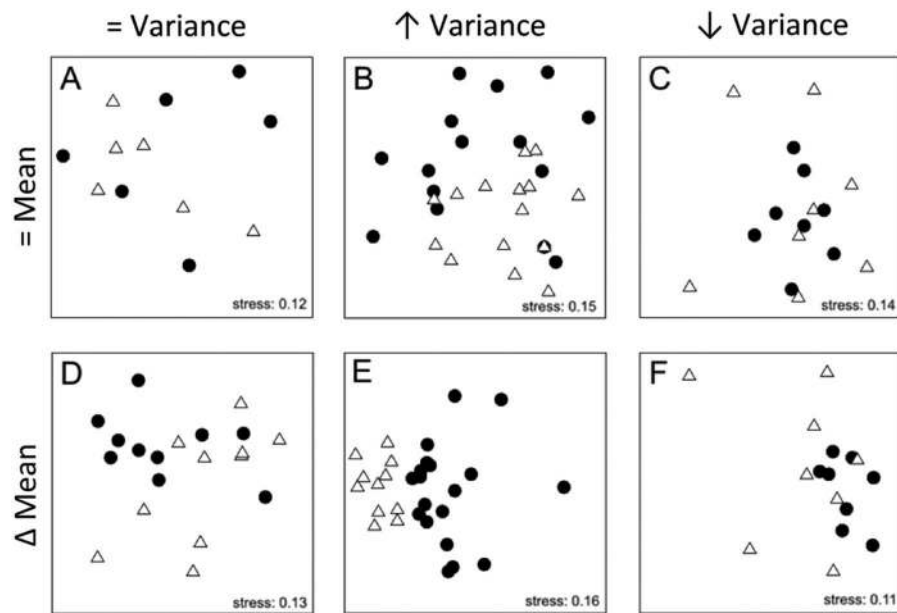 = Variance
↑ Variance
↓ Variance
= Mean
A
stress: 0.12
B
stress: 0.15
C
stress: 0.14
Δ Mean
D
stress: 0.13
E
stress: 0.16
F
stress: 0.11